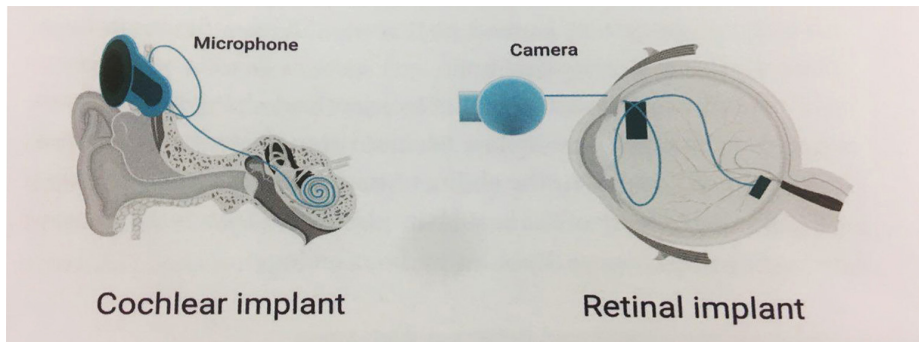 Microphone
Camera
Cochlear implant
Retinal implant